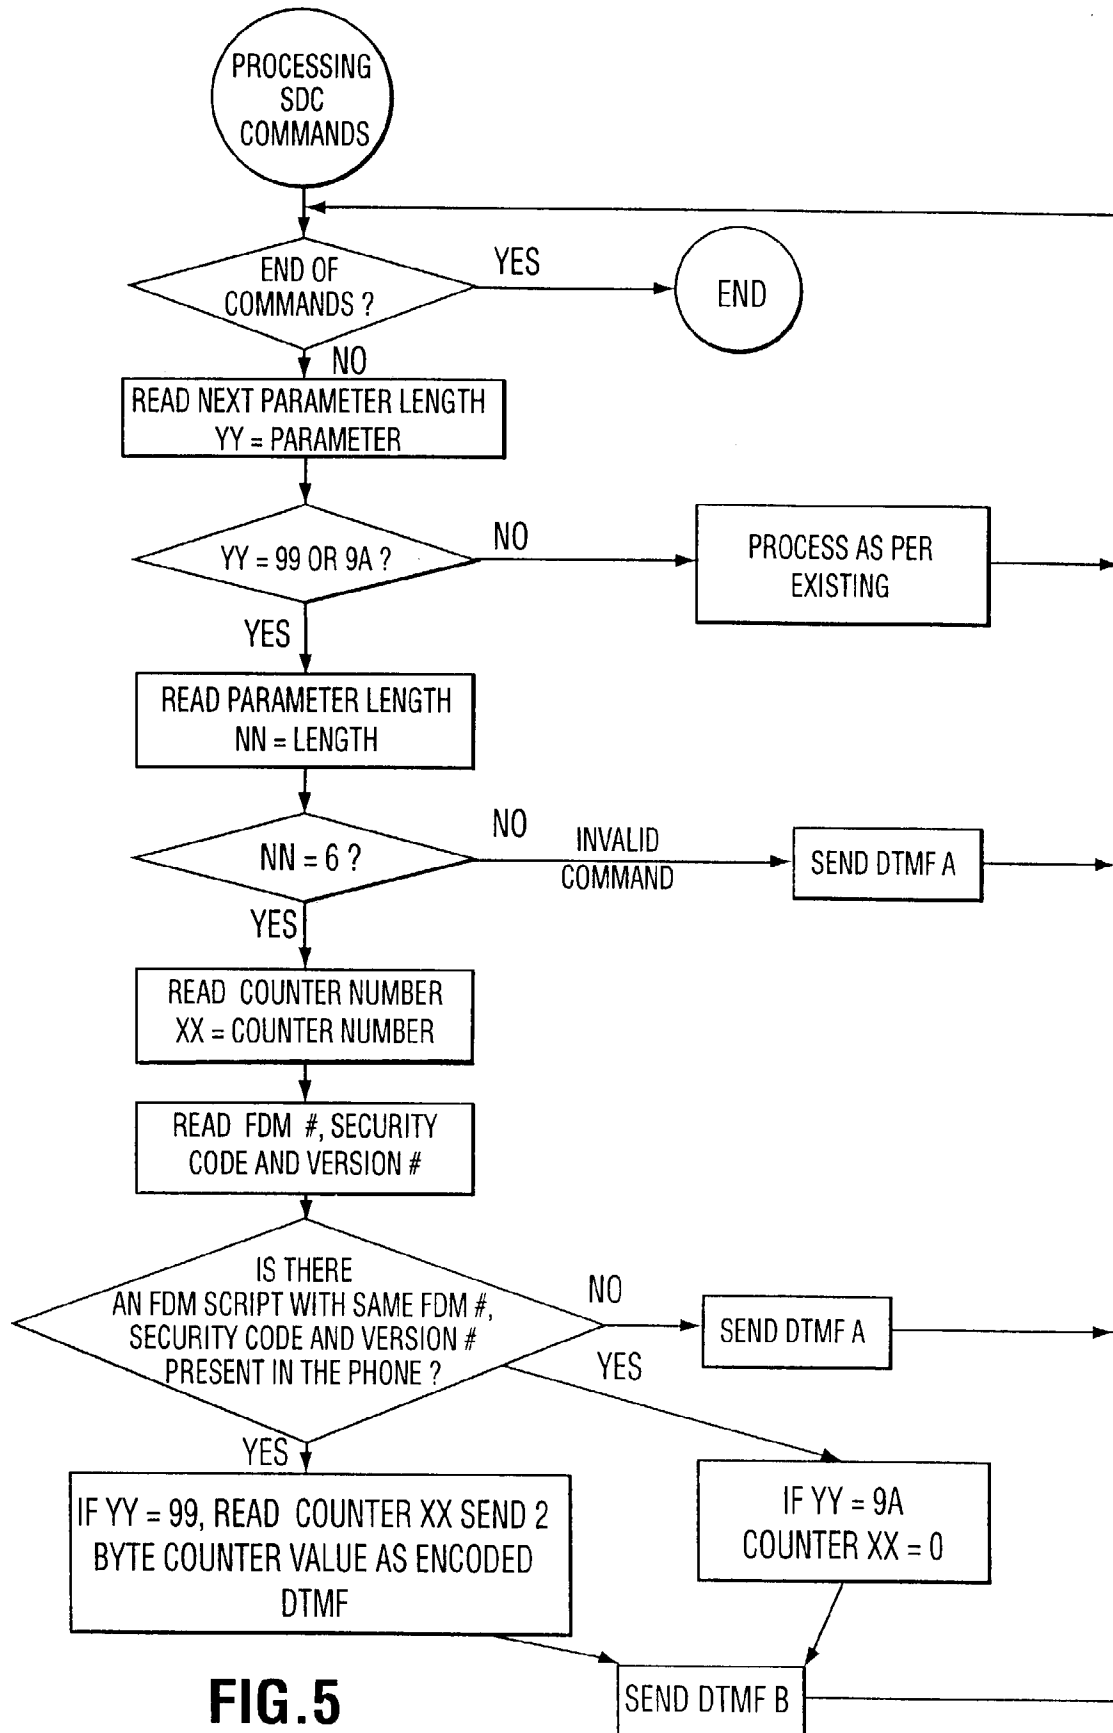 PROCESSING
SDC
COMMANDS
END OF
COMMANDS ?
YES
END
NO
READ NEXT PARAMETER LENGTH
YY = PARAMETER
YY = 99 OR 9A ?
NO
PROCESS AS PER
EXISTING
YES
READ PARAMETER LENGTH
NN = LENGTH
NN = 6 ?
NO
INVALID
COMMAND
SEND DTMF A
YES
READ COUNTER NUMBER
XX = COUNTER NUMBER
READ FDM #, SECURITY
CODE AND VERSION #
IS THERE
AN FDM SCRIPT WITH SAME FDM #,
SECURITY CODE AND VERSION #
PRESENT IN THE PHONE ?
NO
SEND DTMF A
YES
YES
IF YY = 99, READ COUNTER XX SEND 2
BYTE COUNTER VALUE AS ENCODED
DTMF
IF YY = 9A
COUNTER XX = 0
SEND DTMF B
FIG.5